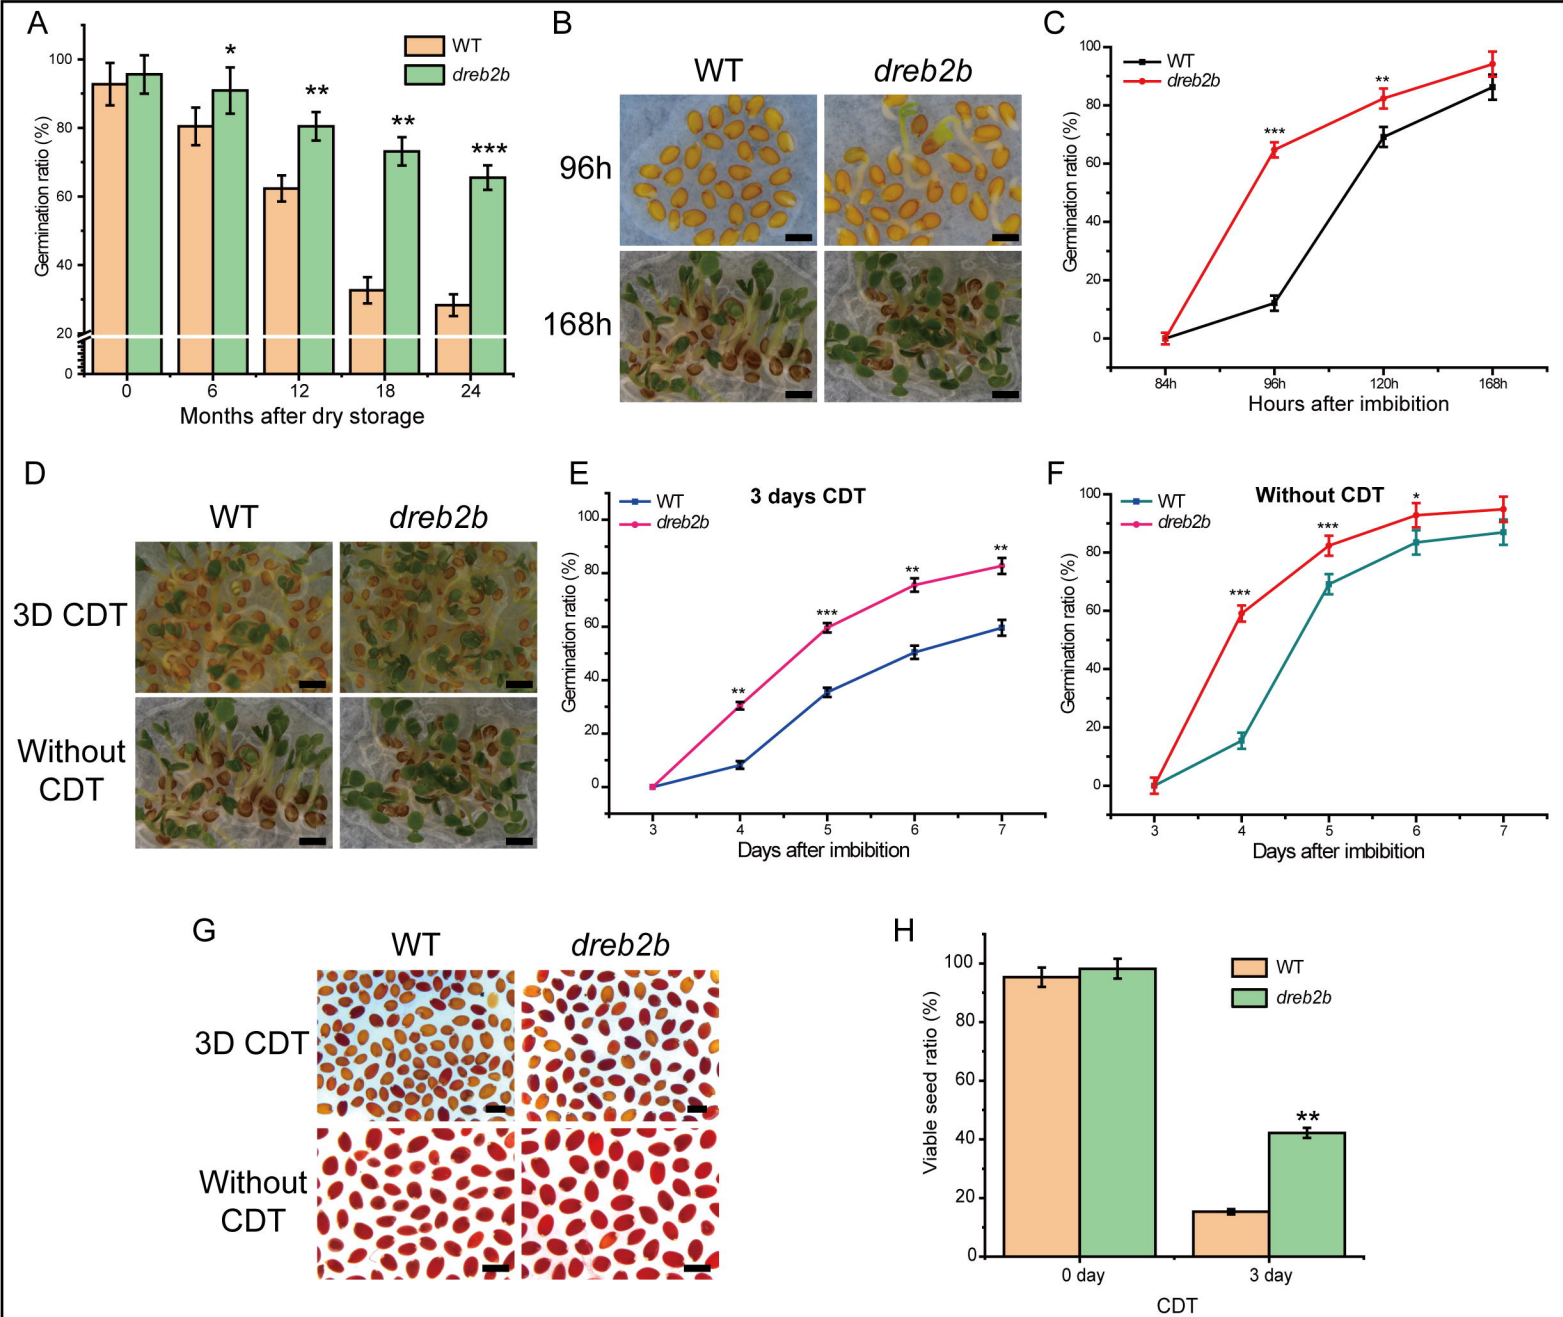 A
Germination ratio (%)
100
80
60
40
20
0
WT
dreb2b
*
**
**
***
0 6 12 18 24
Months after dry storage
B
WT dreb2b
96h
168h
C
Germination ratio (%)
100
80
60
40
20
0
WT
dreb2b
***
**
84h 96h 120h 168h
Hours after imbibition
D
WT dreb2b
3D CDT
Without
CDT
E
3 days CDT
WT
dreb2b
Germination ratio (%)
100
80
60
40
20
0
**
***
**
**
3 4 5 6 7
Days after imbibition
F
Without CDT
WT
dreb2b
Germination ratio (%)
100
80
60
40
20
0
***
***
*
3 4 5 6 7
Days after imbibition
G
WT dreb2b
3D CDT
Without
CDT
H
Viable seed ratio (%)
100
80
60
40
20
0
WT
dreb2b
**
0 day 3 day
CDT